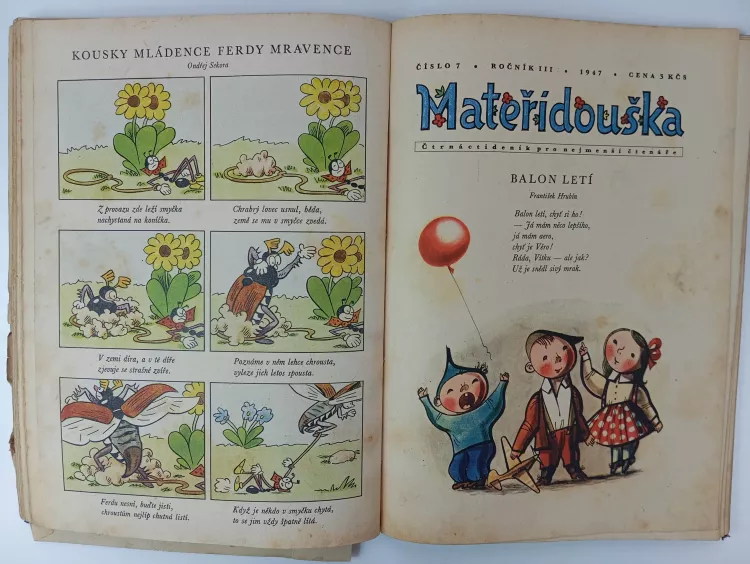 KOUSKY MLÁDENCE FERDY MRAVENCE
Ondřej Sekora
Z provazu zde leží smyčka
nachystaná na koníčka.
Chrabrý lovec usnul, běda,
země se mu v smyčce zvedá.
V zemi díra, a v té díře
zjevuje se strašné zvíře.
Poznáme v něm lehce chrousta,
vyleze jich letos spousta.
Ferdu nesní, buďte jisti,
chroustům nejlíp chutná listí.
Když je někdo v smyčku chytá,
to se jim vždy špatně lítá.
ČÍSLO 7 • ROČNÍK III • 1947 • CENA 3 KČS
Mateřídouška
Čtrnáctideník pro nejmenší čtenáře
BALON LETÍ
František Hrubín
Balon letí, chyť si ho!
— Já mám něco lepšího,
já mám aero,
chyť je Věro!
Ráda, Vítku — ale jak?
Už je snědl sivý mrak.